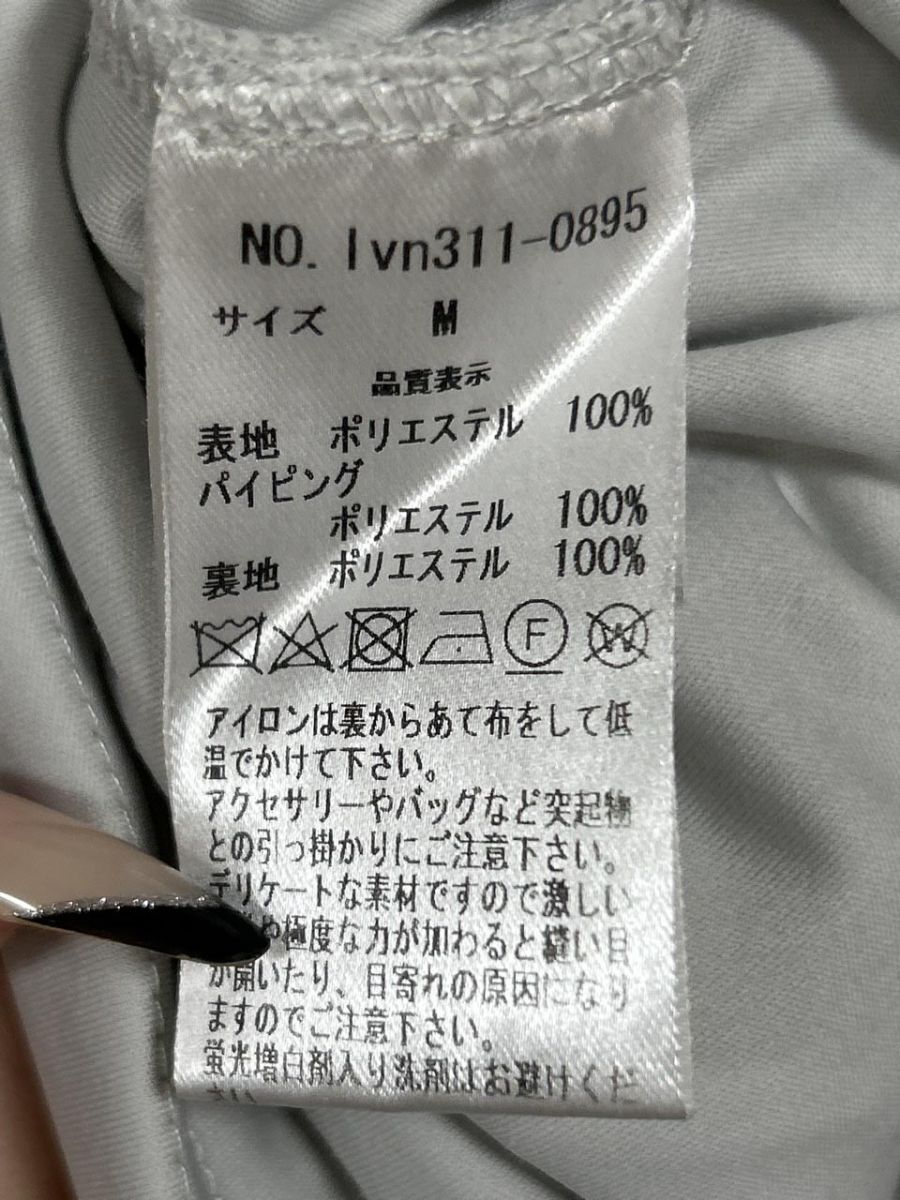 NO. lvn311-0895
サイズ M
品質表示
表地 ポリエステル 100%
パイピング
ポリエステル 100%
裏地 ポリエステル 100%
F W
アイロンは裏からあて布をして低
温でかけて下さい。
アクセサリーやバッグなど突起物
との引っ掛かりにご注意下さい。
デリケートな素材ですので激しい
や極度な力が加わると縫い目
が開いたり、目寄れの原因になり
ますのでご注意下さい。
蛍光増白剤入り洗剤はお避けくだ
さい